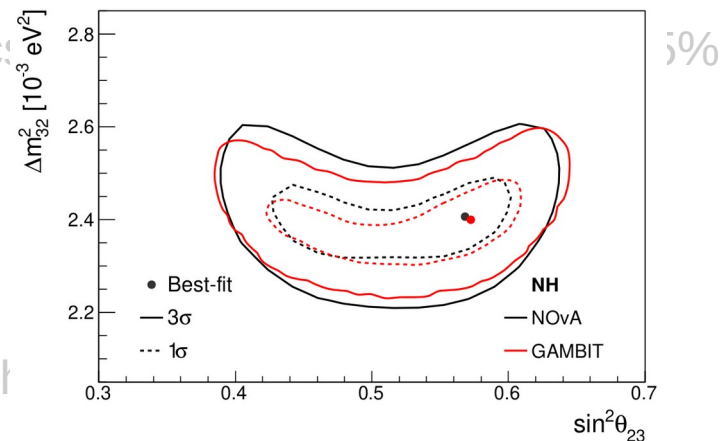 2.8
5%
Δm²₃₂ [10⁻³ eV²]
2.6
2.4
Best-fit
NH
3σ
NOvA
2.2
1σ
GAMBIT
0.3 0.4 0.5 0.6 0.7
sin²θ₂₃